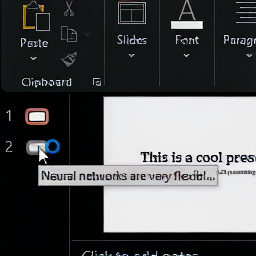 Paste
Slides
Font
Paragr
Clipboard
1
2
This is a cool prese
Neural networks are very flexibl...
Click to add notes